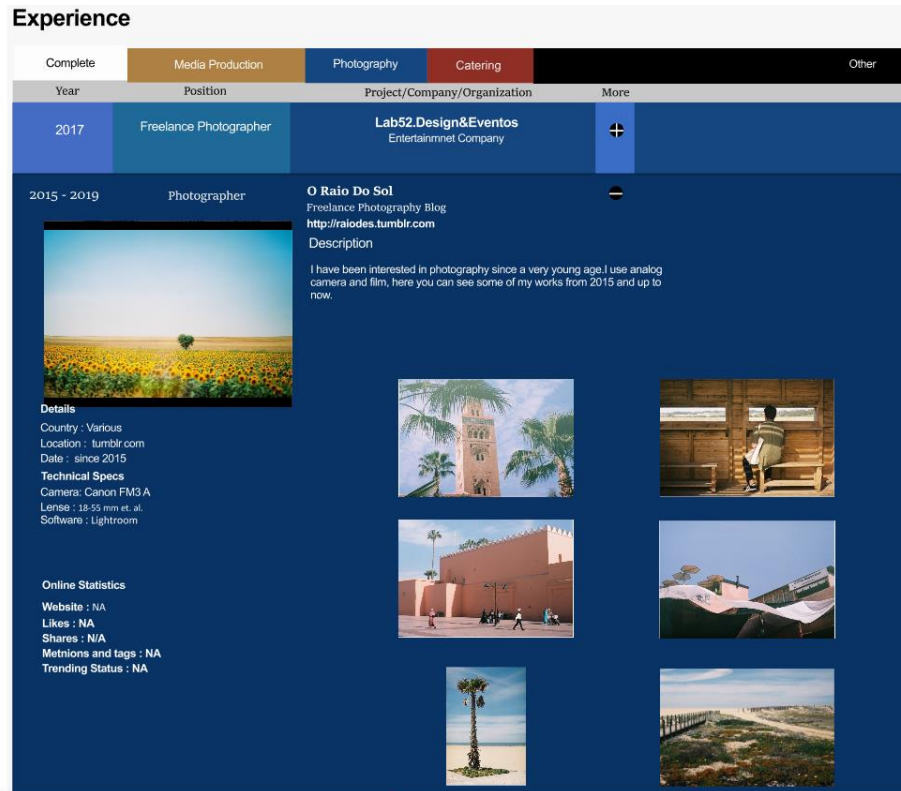 Experience
Complete Media Production Photography Catering Other
Year Position Project/Company/Organization More
2017 Freelance Photographer Lab52.Design&Eventos
Entertainmnet Company
2015 - 2019 Photographer O Raio Do Sol
Freelance Photography Blog
http://raiodes.tumblr.com
Description
I have been interested in photography since a very young age.I use analog
camera and film, here you can see some of my works from 2015 and up to
now.
Details
Country : Various
Location : tumblr.com
Date : since 2015
Technical Specs
Camera: Canon FM3 A
Lense : 18-55 mm et. al.
Software : Lightroom
Online Statistics
Website : NA
Likes : NA
Shares : N/A
Metnions and tags : NA
Trending Status : NA